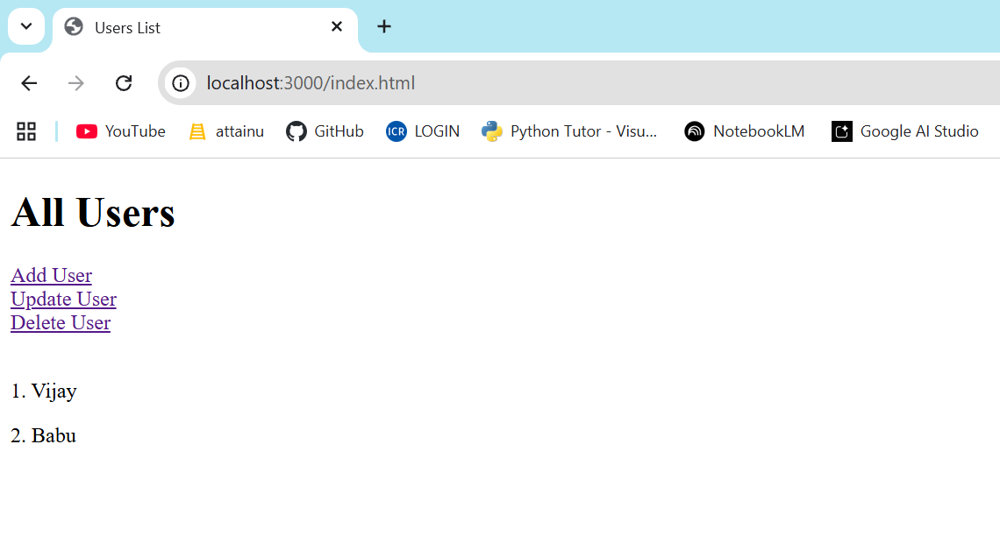 Users List
localhost:3000/index.html
YouTube attainu GitHub ICR LOGIN Python Tutor - Visu... NotebookLM Google AI Studio
All Users
Add User
Update User
Delete User
1. Vijay
2. Babu